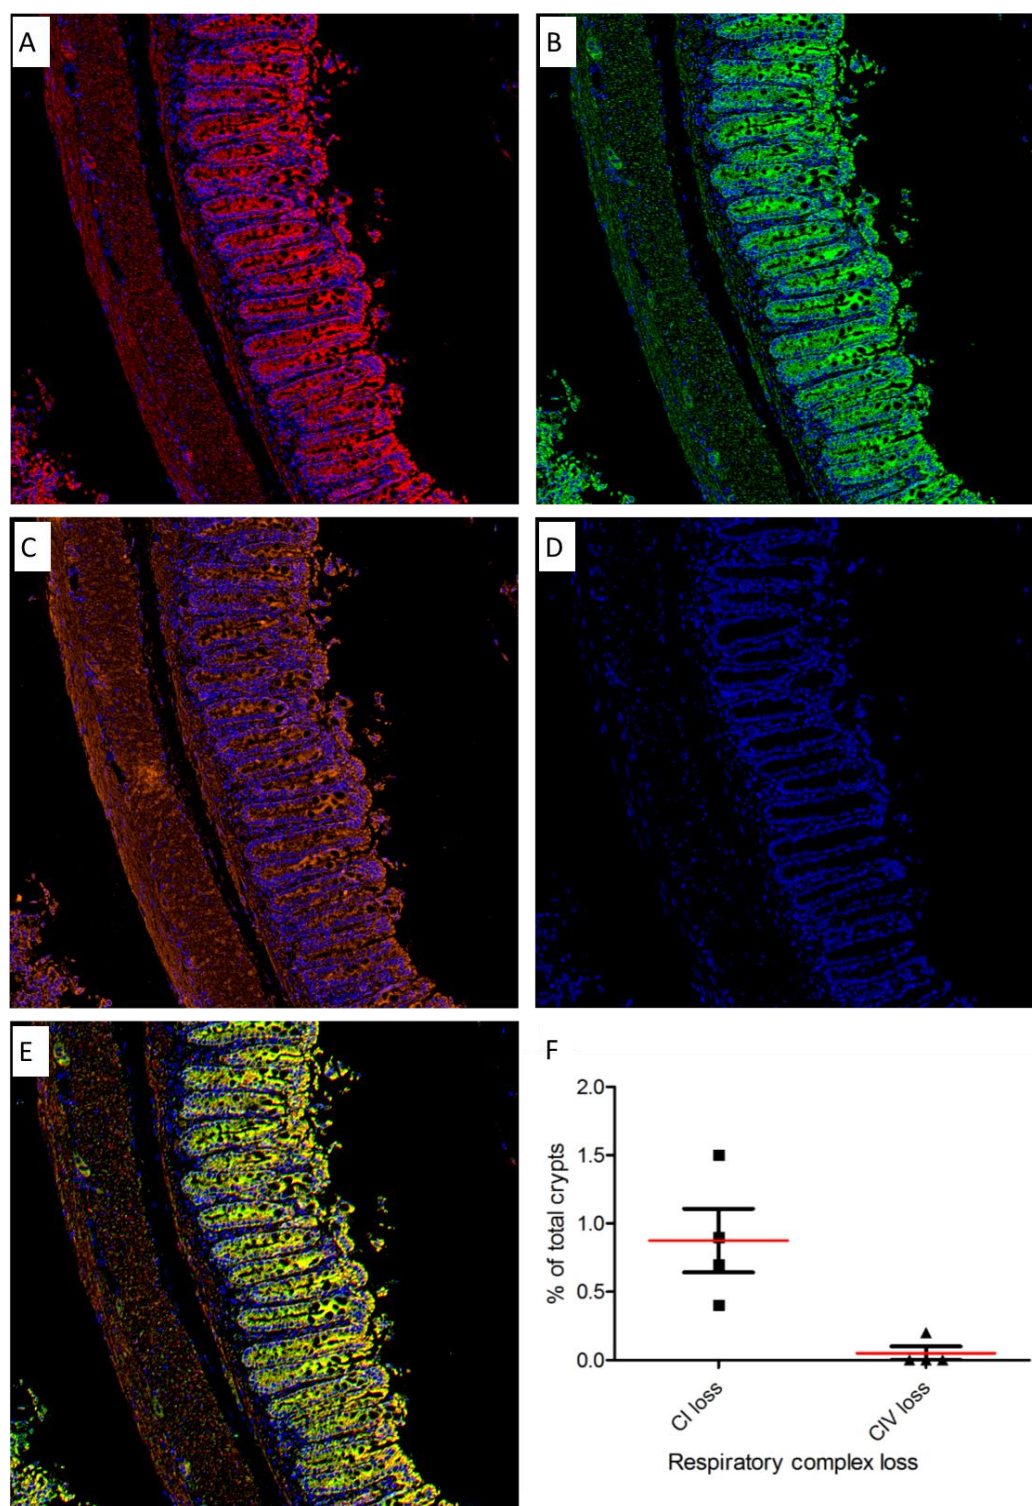 A
B
C
D
E
F
2.0
1.5
1.0
0.5
0.0
% of total crypts
CI loss
CIV loss
Respiratory complex loss